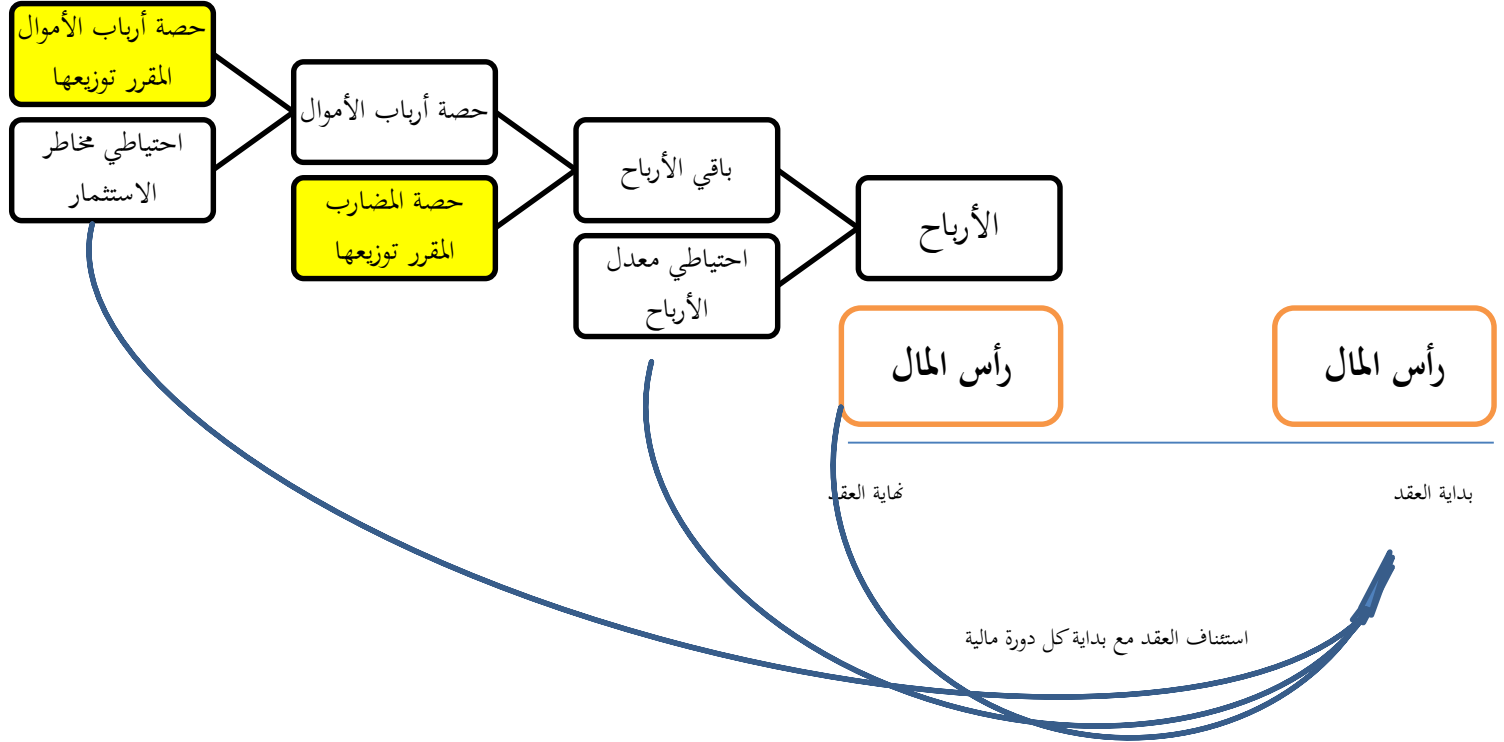 حصة أرباب الأموال
المقرر توزيعها
احتياطي مخاطر
الاستثمار
حصة أرباب الأموال
حصة المضارب
المقرر توزيعها
باقي الأرباح
احتياطي معدل
الأرباح
الأرباح
رأس المال
رأس المال
بداية العقد
نهاية العقد
استئناف العقد مع بداية كل دورة مالية